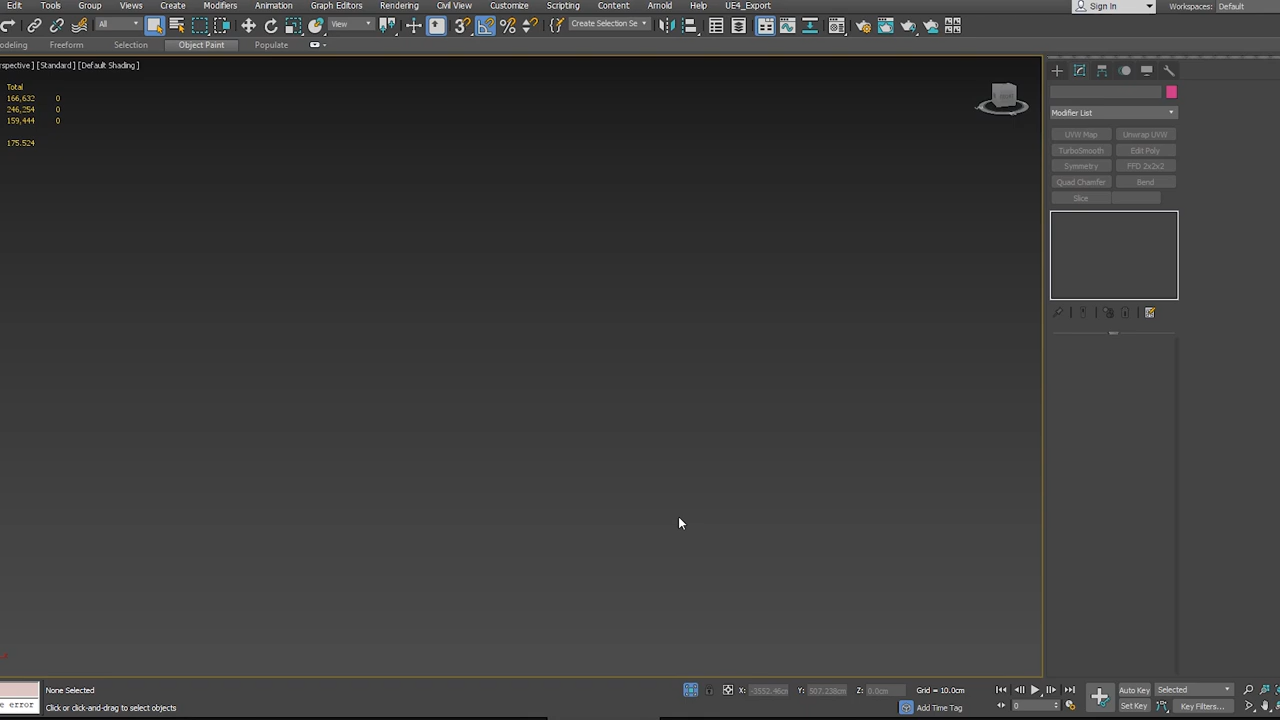 Edit Tools Group Views Create Modifiers Animation Graph Editors Rendering Civil View Customize Scripting Content Arnold Help UE4_Export Sign In Workspaces: Default
All View Create Selection Se
odeling Freeform Selection Object Paint Populate
rspective ] [Standard ] [Default Shading ]
Total
166,632 0
246,254 0
159,444 0
175.524
Modifier List
UVW Map Unwrap UVW
TurboSmooth Edit Poly
Symmetry FFD 2x2x2
Quad Chamfer Bend
Slice
None Selected X: -3552.46cm Y: 507.238cm Z: 0.0cm Grid = 10.0cm Auto Key Selected
e error Click or click-and-drag to select objects Add Time Tag 0 Set Key Key Filters...